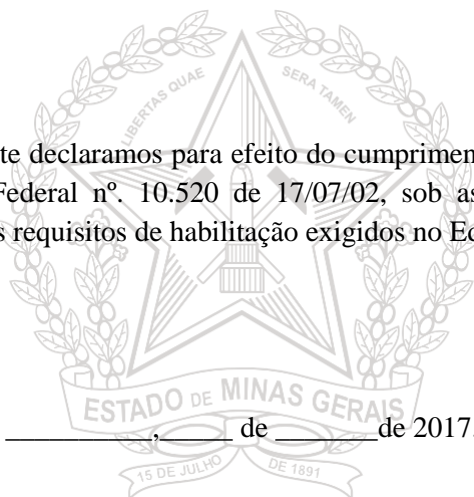 LIBERTAS QUAE SERA TAMEN
te declaramos para efeito do cumprimen
Federal nº. 10.520 de 17/07/02, sob as
s requisitos de habilitação exigidos no Ed
ESTADO DE MINAS GERAIS
___________,_____ de _______de 2017.
15 DE JULHO DE 1891